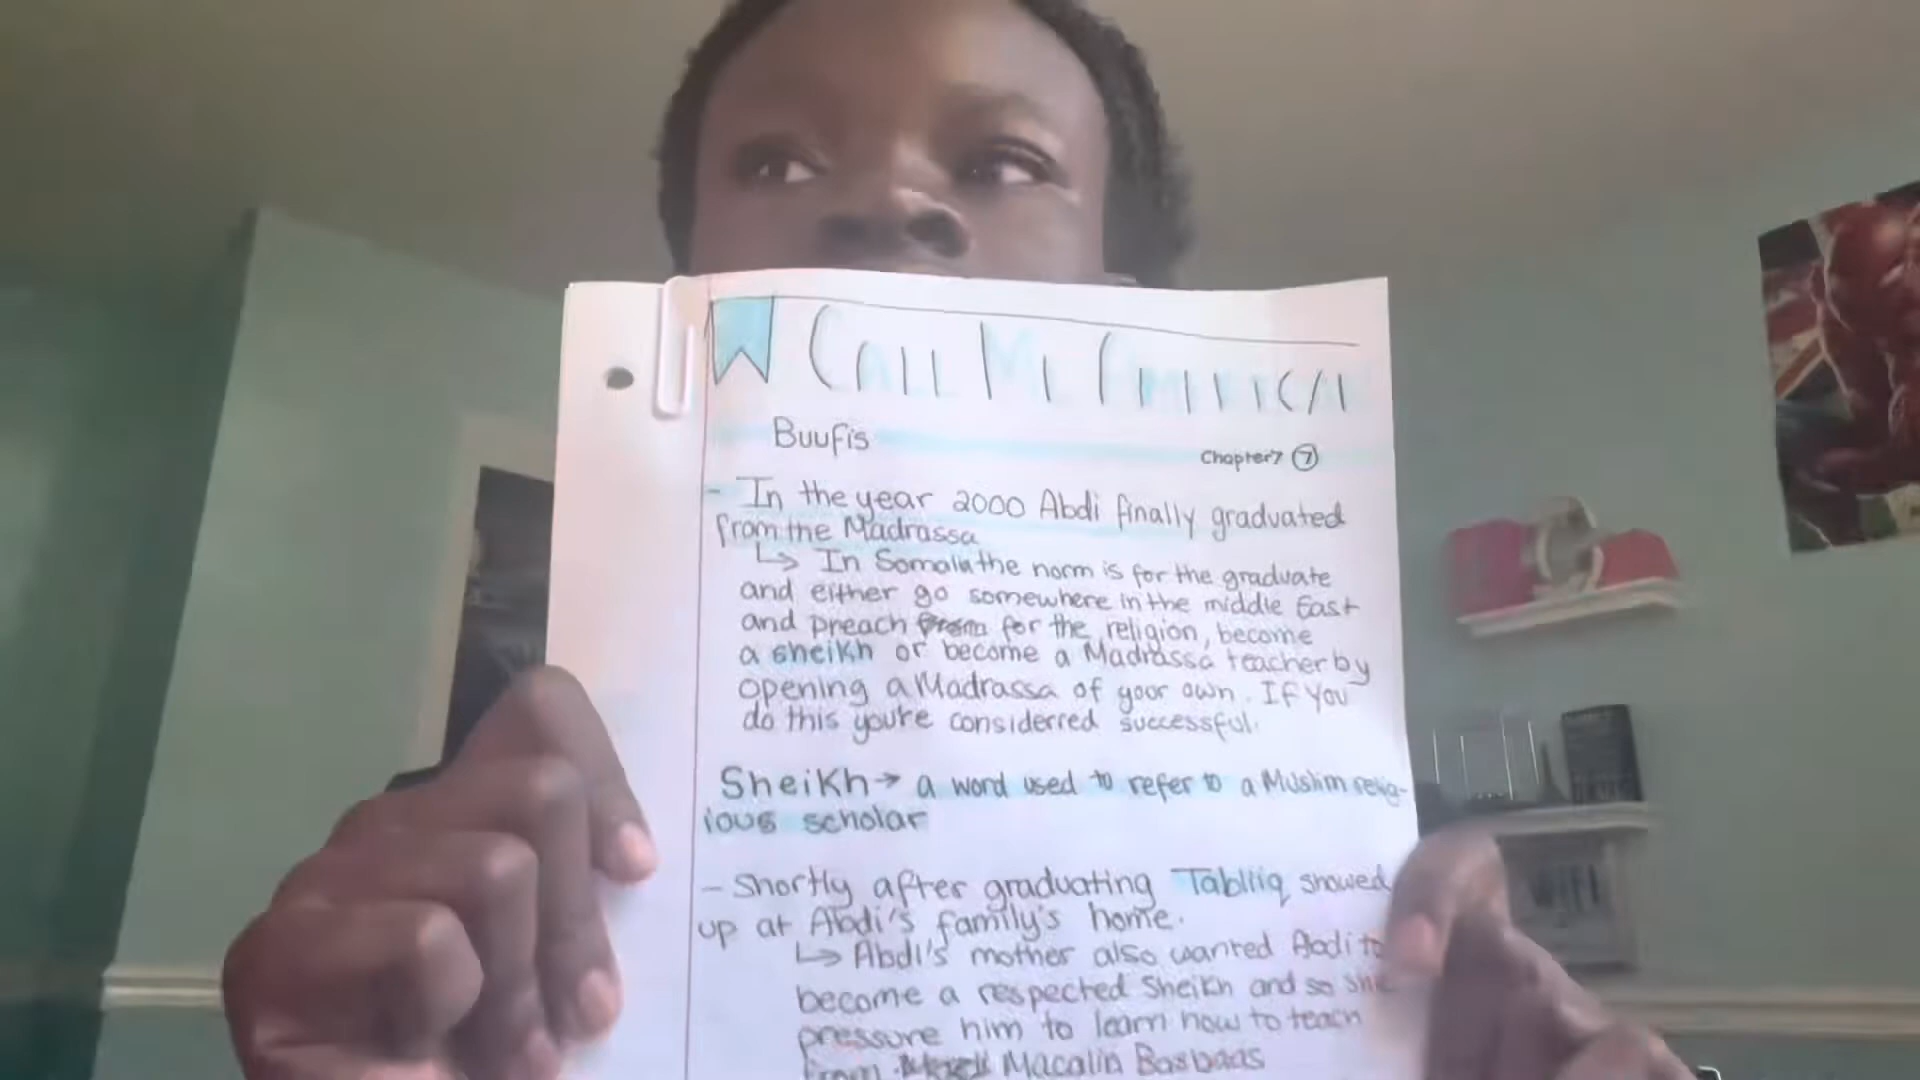 CALL ME AMERICAN
Buufis
Chapter 7 ⑦
- In the year 2000 Abdi finally graduated
from the Madrassa
↳ In Somalia the norm is for the graduate
and either go somewhere in the middle East
and preach for the religion, become
a sheikh or become a Madrassa teacher by
opening a Madrassa of your own. If you
do this you're considerred successful.
Sheikh → a word used to refer to a Muslim relig-
ious scholar
- Shortly after graduating Tabliiq showed
up at Abdi's family's home.
↳ Abdi's mother also wanted Abdi to
become a respected Sheikh and so she
pressure him to learn how to teach
from Macalin Basbaas